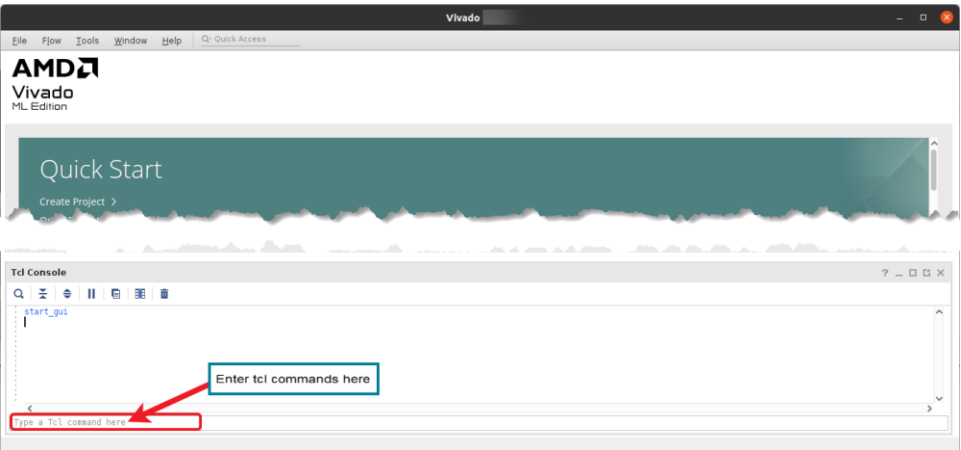 Vivado
File Flow Tools Window Help Q- Quick Access
AMD
Vivado
ML Edition
Quick Start
Create Project >
Tcl Console
start_gui
Enter tcl commands here
Type a Tcl command here